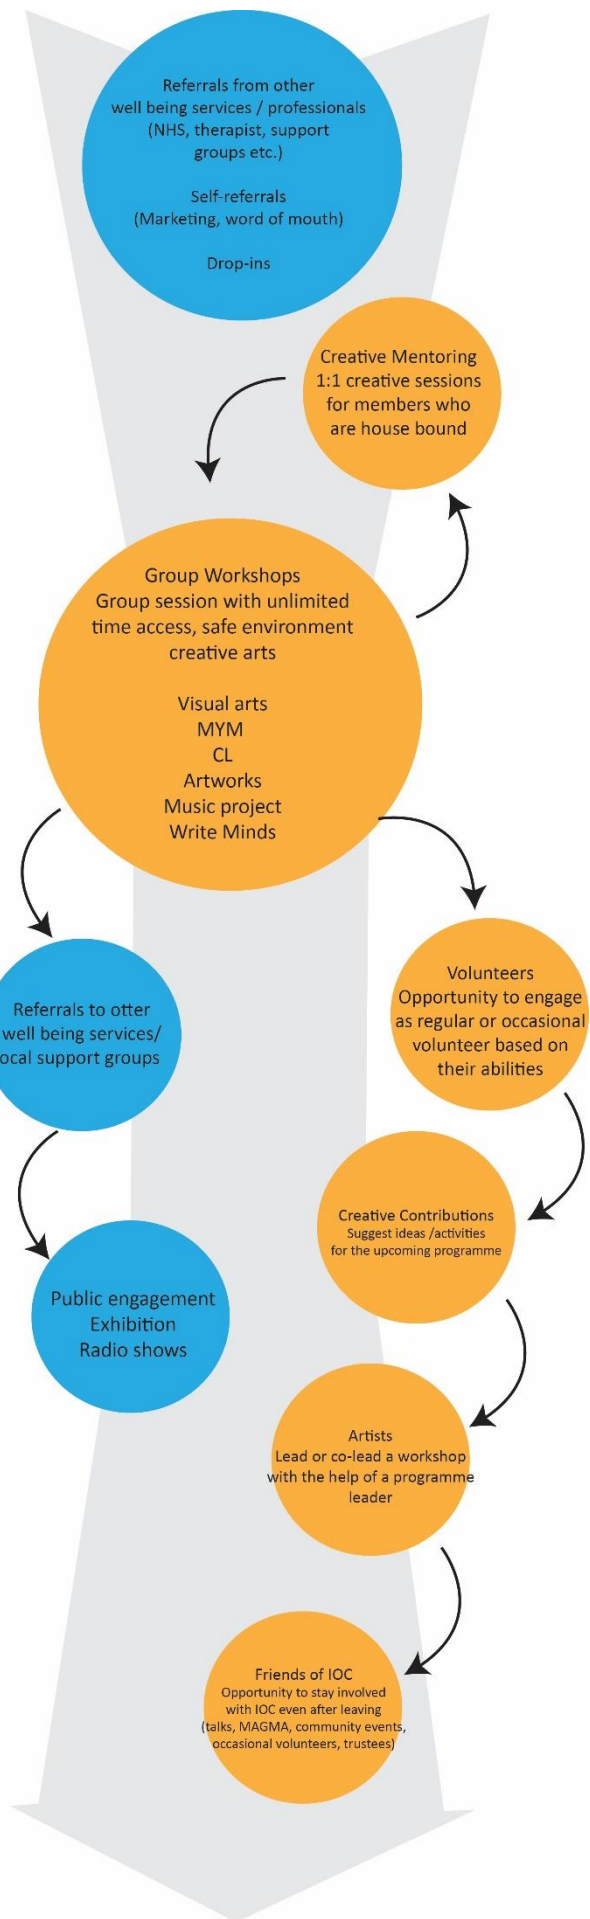 Referrals from other
well being services / professionals
(NHS, therapist, support
groups etc.)
Self-referrals
(Marketing, word of mouth)
Drop-ins
Creative Mentoring
1:1 creative sessions
for members who
are house bound
Group Workshops
Group session with unlimited
time access, safe environment
creative arts
Visual arts
MYM
CL
Artworks
Music project
Write Minds
Referrals to otter
well being services/
ocal support groups
Volunteers
Opportunity to engage
as regular or occasional
volunteer based on
their abilities
Creative Contributions
Suggest ideas /activities
for the upcoming programme
Public engagement
Exhibition
Radio shows
Artists
Lead or co-lead a workshop
with the help of a programme
leader
Friends of IOC
Opportunity to stay involved
with IOC even after leaving
(talks, MAGMA, community events,
occasional volunteers, trustees)